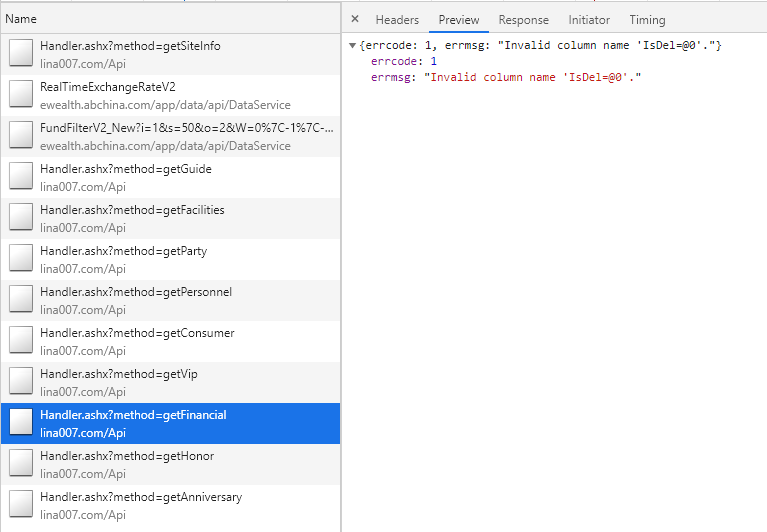 Name
Handler.ashx?method=getSiteInfo
lina007.com/Api
RealTimeExchangeRateV2
ewealth.abchina.com/app/data/api/DataService
FundFilterV2_New?i=1&s=50&o=2&W=0%7C-1%7C-...
ewealth.abchina.com/app/data/api/DataService
Handler.ashx?method=getGuide
lina007.com/Api
Handler.ashx?method=getFacilities
lina007.com/Api
Handler.ashx?method=getParty
lina007.com/Api
Handler.ashx?method=getPersonnel
lina007.com/Api
Handler.ashx?method=getConsumer
lina007.com/Api
Handler.ashx?method=getVip
lina007.com/Api
Handler.ashx?method=getFinancial
lina007.com/Api
Handler.ashx?method=getHonor
lina007.com/Api
Handler.ashx?method=getAnniversary
lina007.com/Api
× Headers Preview Response Initiator Timing
▼{errcode: 1, errmsg: "Invalid column name 'IsDel=@0'."}
errcode: 1
errmsg: "Invalid column name 'IsDel=@0'."